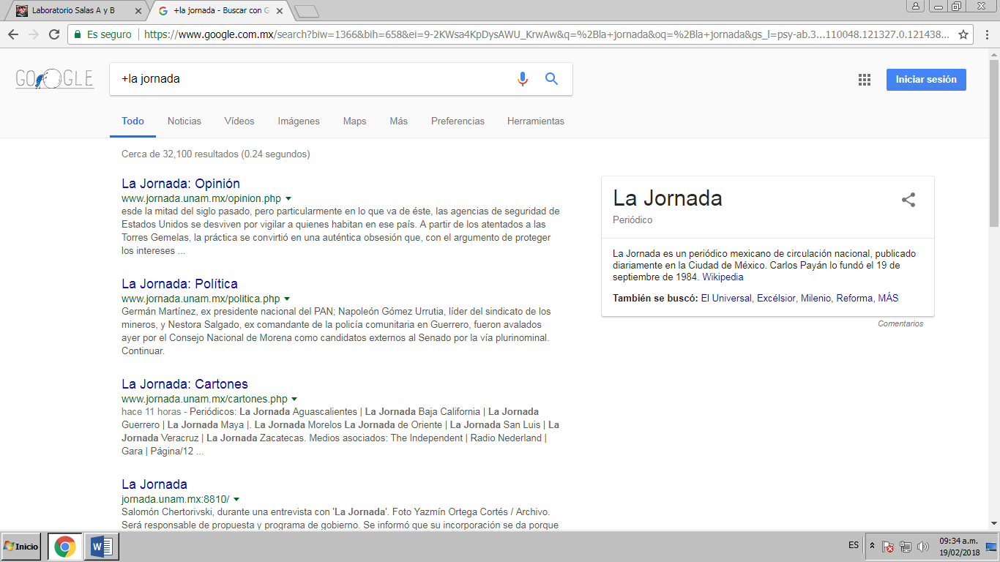 Laboratorio Salas A y B
+la jornada - Buscar con G
Es seguro
https://www.google.com.mx/search?biw=1366&bih=658&ei=9-2KWsa4KpDysAWU_KrwAw&q=%2Bla+jornada&oq=%2Bla+jornada&gs_l=psy-ab.3...110048.121327.0.121438...
GOOGLE
+la jornada
Iniciar sesión
Todo Noticias Vídeos Imágenes Maps Más Preferencias Herramientas
Cerca de 32,100 resultados (0.24 segundos)
La Jornada: Opinión
www.jornada.unam.mx/opinion.php
esde la mitad del siglo pasado, pero particularmente en lo que va de éste, las agencias de seguridad de
Estados Unidos se desviven por vigilar a quienes habitan en ese país. A partir de los atentados a las
Torres Gemelas, la práctica se convirtió en una auténtica obsesión que, con el argumento de proteger
los intereses ...
La Jornada: Política
www.jornada.unam.mx/politica.php
Germán Martínez, ex presidente nacional del PAN; Napoleón Gómez Urrutia, líder del sindicato de los
mineros, y Nestora Salgado, ex comandante de la policía comunitaria en Guerrero, fueron avalados
ayer por el Consejo Nacional de Morena como candidatos externos al Senado por la vía plurinominal.
Continuar.
La Jornada: Cartones
www.jornada.unam.mx/cartones.php
hace 11 horas - Periódicos: La Jornada Aguascalientes | La Jornada Baja California | La Jornada
Guerrero | La Jornada Maya |. La Jornada Morelos La Jornada de Oriente | La Jornada San Luis | La
Jornada Veracruz | La Jornada Zacatecas. Medios asociados: The Independent | Radio Nederland |
Gara | Página/12 ...
La Jornada
jornada.unam.mx:8810/
Salomón Chertorivski, durante una entrevista con 'La Jornada'. Foto Yazmín Ortega Cortés / Archivo.
Será responsable de propuesta y programa de gobierno. Se informó que su incorporación se da porque
La Jornada
Periódico
La Jornada es un periódico mexicano de circulación nacional, publicado
diariamente en la Ciudad de México. Carlos Payán lo fundó el 19 de
septiembre de 1984. Wikipedia
También se buscó: El Universal, Excélsior, Milenio, Reforma, MÁS
Comentarios
Inicio
ES
09:34 a.m.
19/02/2018